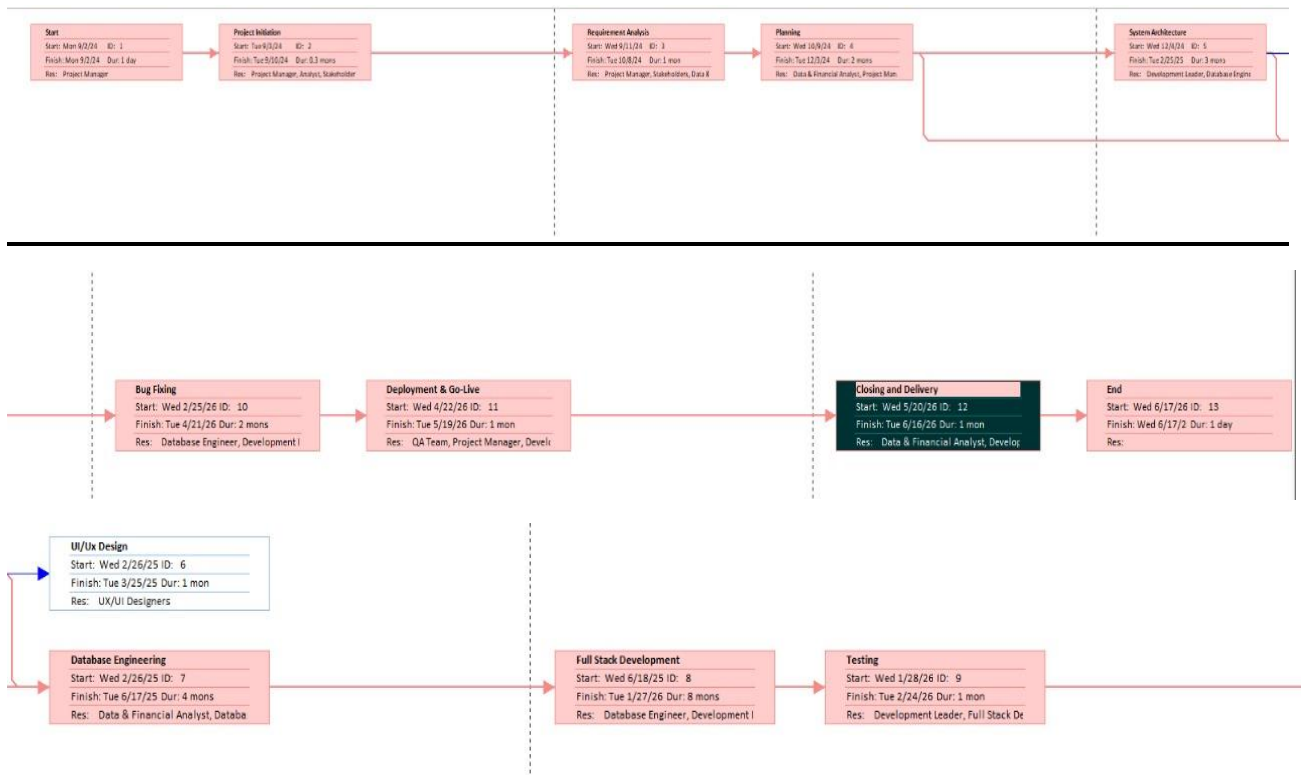 Start
Start: Mon 9/2/24 ID: 1
Finish: Mon 9/2/24 Dur: 1 day
Res: Project Manager
Project Initiation
Start: Tue 9/3/24 ID: 2
Finish: Tue 9/10/24 Dur: 0.3 mons
Res: Project Manager, Analyst, Stakeholder
Requirement Analysis
Start: Wed 9/11/24 ID: 3
Finish: Tue 10/8/24 Dur: 1 mon
Res: Project Manager, Stakeholders, Data &
Planning
Start: Wed 10/9/24 ID: 4
Finish: Tue 12/3/24 Dur: 2 mons
Res: Data & Financial Analyst, Project Man
System Architecture
Start: Wed 12/4/24 ID: 5
Finish: Tue 2/25/25 Dur: 3 mons
Res: Development Leader, Database Engine
Bug Fixing
Start: Wed 2/25/26 ID: 10
Finish: Tue 4/21/26 Dur: 2 mons
Res: Database Engineer, Development
Deployment & Go-Live
Start: Wed 4/22/26 ID: 11
Finish: Tue 5/19/26 Dur: 1 mon
Res: QA Team, Project Manager, Develo
Closing and Delivery
Start: Wed 5/20/26 ID: 12
Finish: Tue 6/16/26 Dur: 1 mon
Res: Data & Financial Analyst, Develop
End
Start: Wed 6/17/26 ID: 13
Finish: Wed 6/17/2 Dur: 1 day
Res:
UI/Ux Design
Start: Wed 2/26/25 ID: 6
Finish: Tue 3/25/25 Dur: 1 mon
Res: UX/UI Designers
Database Engineering
Start: Wed 2/26/25 ID: 7
Finish: Tue 6/17/25 Dur: 4 mons
Res: Data & Financial Analyst, Databa
Full Stack Development
Start: Wed 6/18/25 ID: 8
Finish: Tue 1/27/26 Dur: 8 mons
Res: Database Engineer, Development
Testing
Start: Wed 1/28/26 ID: 9
Finish: Tue 2/24/26 Dur: 1 mon
Res: Development Leader, Full Stack De